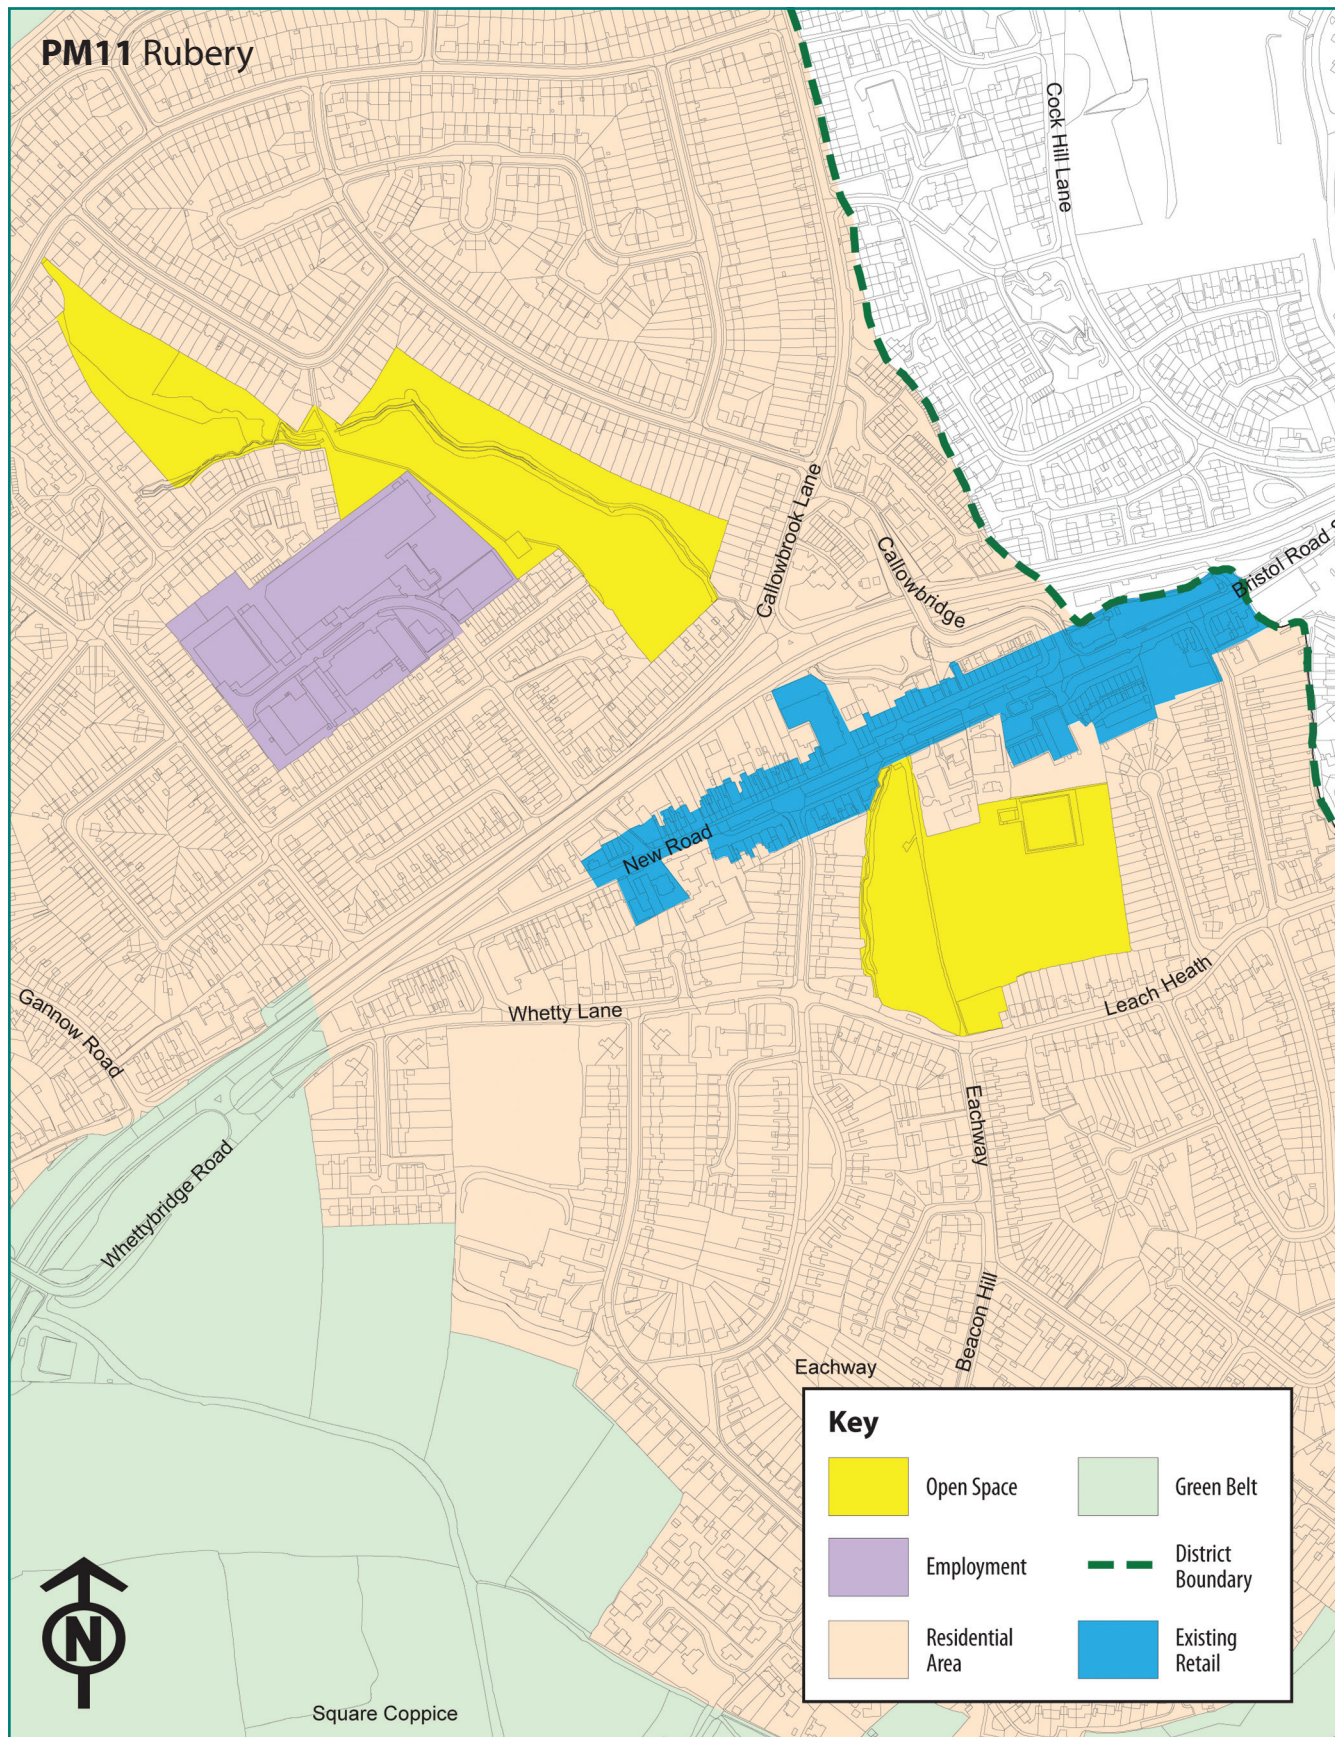 PM11 Rubery
Cock Hill Lane
Callowbrook Lane
Callowbridge
Bristol Road S
New Road
Gannow Road
Whetty Lane
Leach Heath
Whettybridge Road
Eachway
Beacon Hill
Eachway
Square Coppice
N
Key
Open Space
Green Belt
Employment
District
Boundary
Residential
Area
Existing
Retail